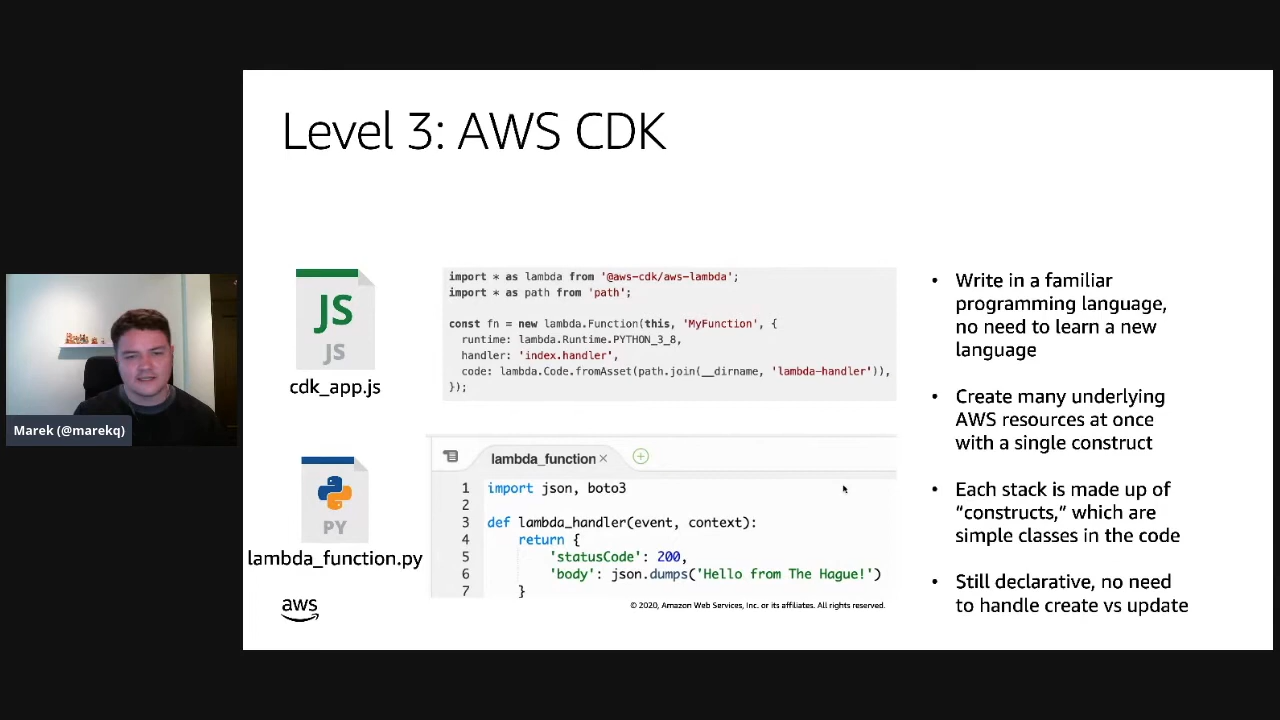 Level 3: AWS CDK
JS
JS
cdk_app.js
import * as lambda from '@aws-cdk/aws-lambda';
import * as path from 'path';
const fn = new lambda.Function(this, 'MyFunction', {
runtime: lambda.Runtime.PYTHON_3_8,
handler: 'index.handler',
code: lambda.Code.fromAsset(path.join(__dirname, 'lambda-handler')),
});
PY
lambda_function.py
lambda_function ×
1 import json, boto3
2
3 def lambda_handler(event, context):
4 return {
5 'statusCode': 200,
6 'body': json.dumps('Hello from The Hague!')
7 }
• Write in a familiar
programming language,
no need to learn a new
language
• Create many underlying
AWS resources at once
with a single construct
• Each stack is made up of
“constructs,” which are
simple classes in the code
• Still declarative, no need
to handle create vs update
aws
© 2020, Amazon Web Services, Inc. or its affiliates. All rights reserved.
Marek (@marekq)